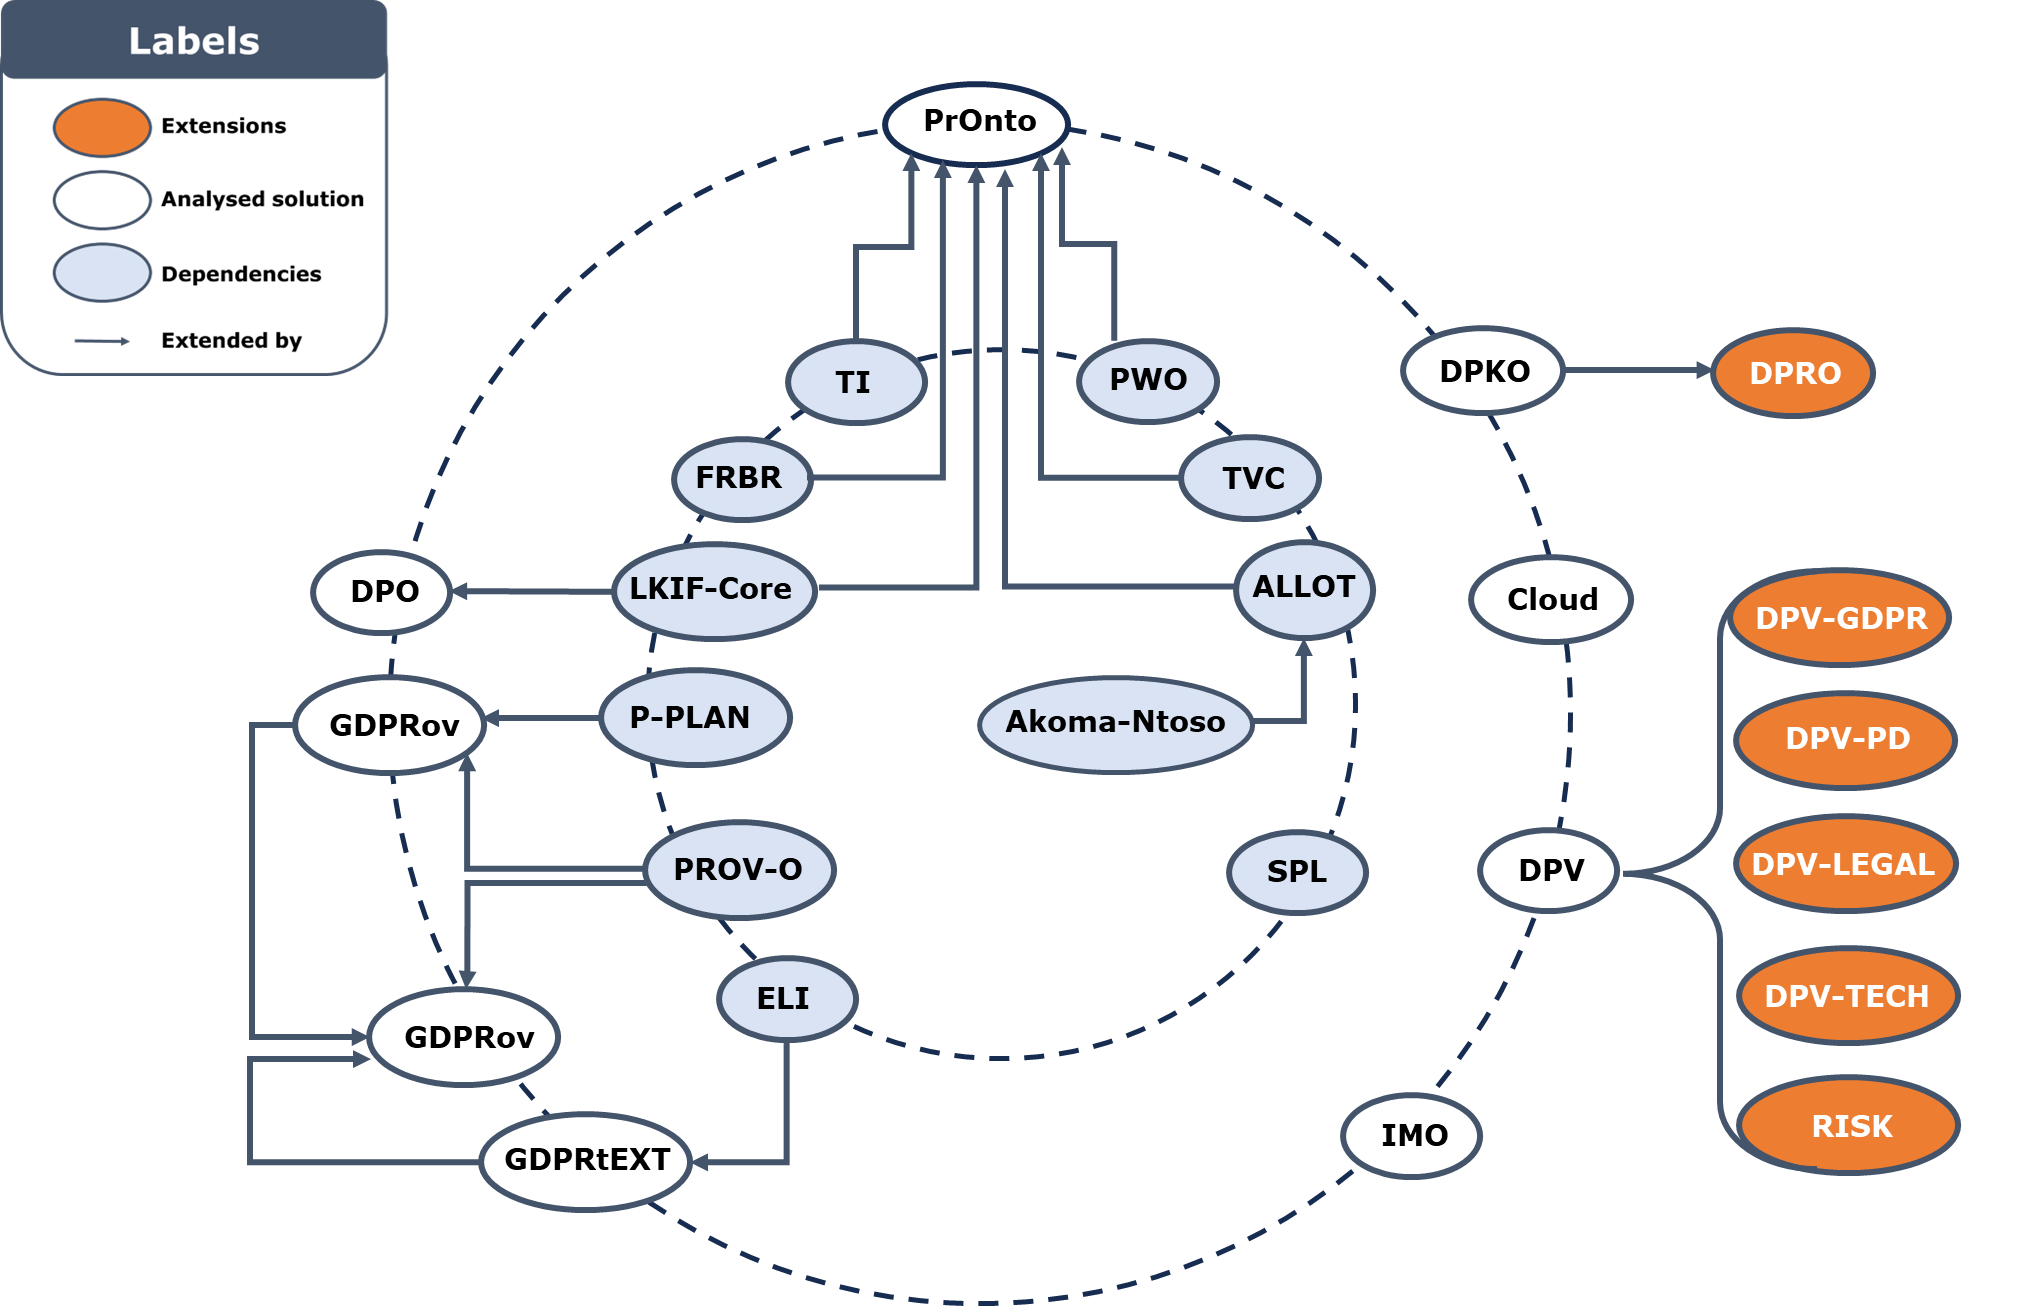 Labels
Extensions
Analysed solution
Dependencies
Extended by
PrOnto
TI
PWO
DPKO
DPRO
FRBR
TVC
DPO
LKIF-Core
ALLOT
Cloud
DPV-GDPR
GDPRov
P-PLAN
Akoma-Ntoso
DPV-PD
PROV-O
SPL
DPV
DPV-LEGAL
ELI
DPV-TECH
GDPRov
GDPRtEXT
IMO
RISK